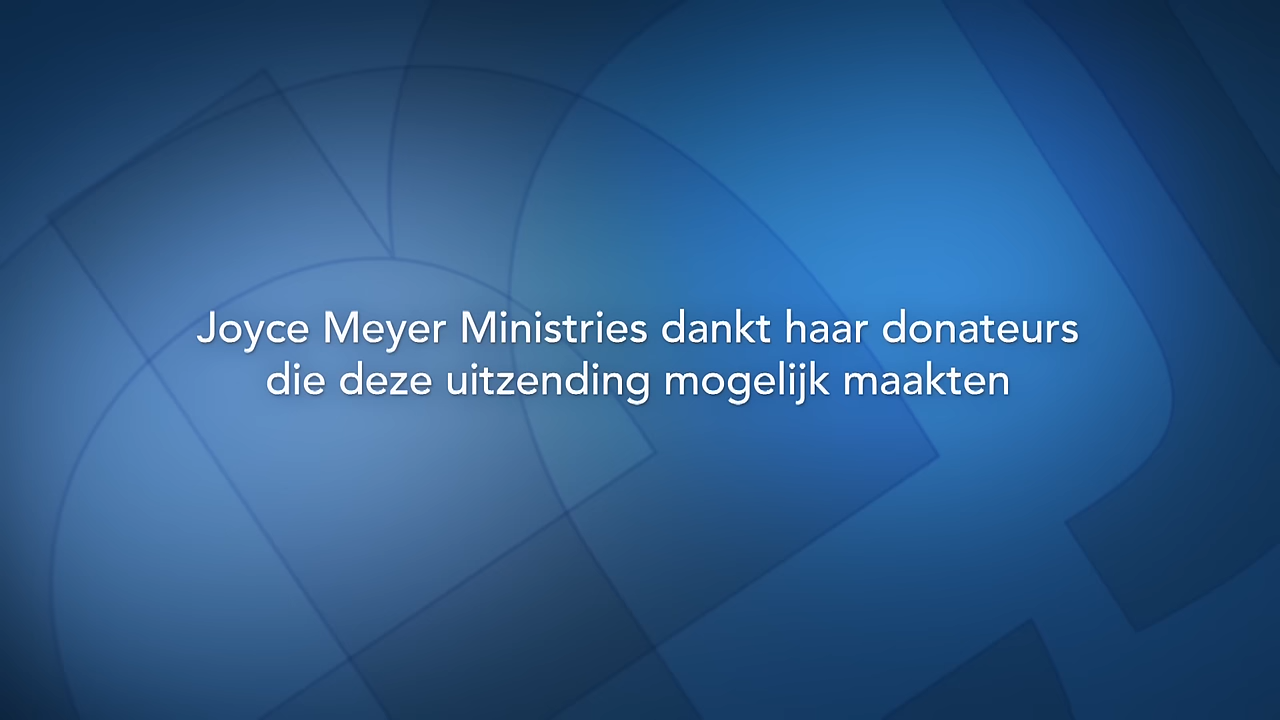 Joyce Meyer Ministries dankt haar donateurs
die deze uitzending mogelijk maakten